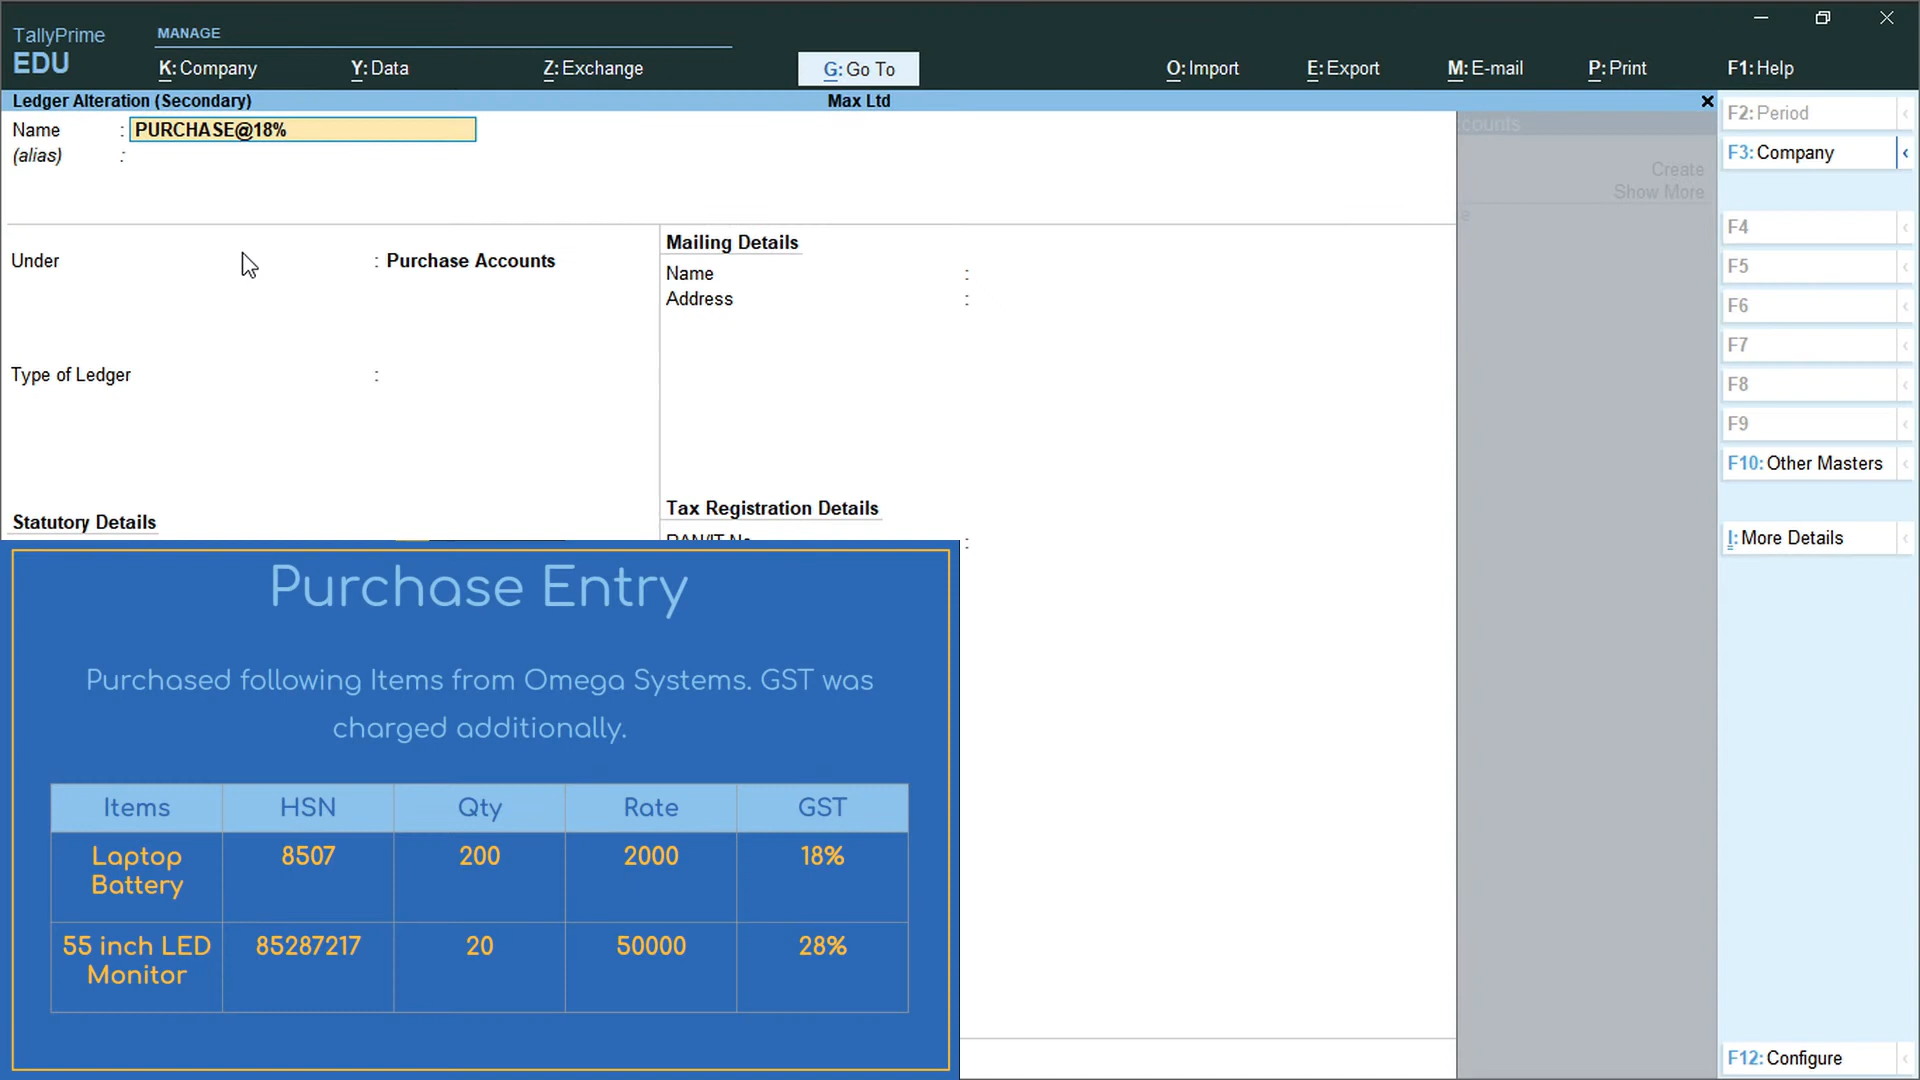 TallyPrime
EDU
MANAGE
K: Company
Y: Data
Z: Exchange
G: Go To
O: Import
E: Export
M: E-mail
P: Print
F1: Help
Ledger Alteration (Secondary)
Max Ltd
Name : PURCHASE@18%
(alias) :
Under : Purchase Accounts
Type of Ledger :
Statutory Details
Mailing Details
Name :
Address :
Tax Registration Details
PAN/IT No :
counts
Create
Show More
e
F2: Period
F3: Company
F4
F5
F6
F7
F8
F9
F10: Other Masters
I: More Details
F12: Configure
Purchase Entry
Purchased following Items from Omega Systems. GST was
charged additionally.
Items HSN Qty Rate GST
Laptop
Battery 8507 200 2000 18%
55 inch LED
Monitor 85287217 20 50000 28%